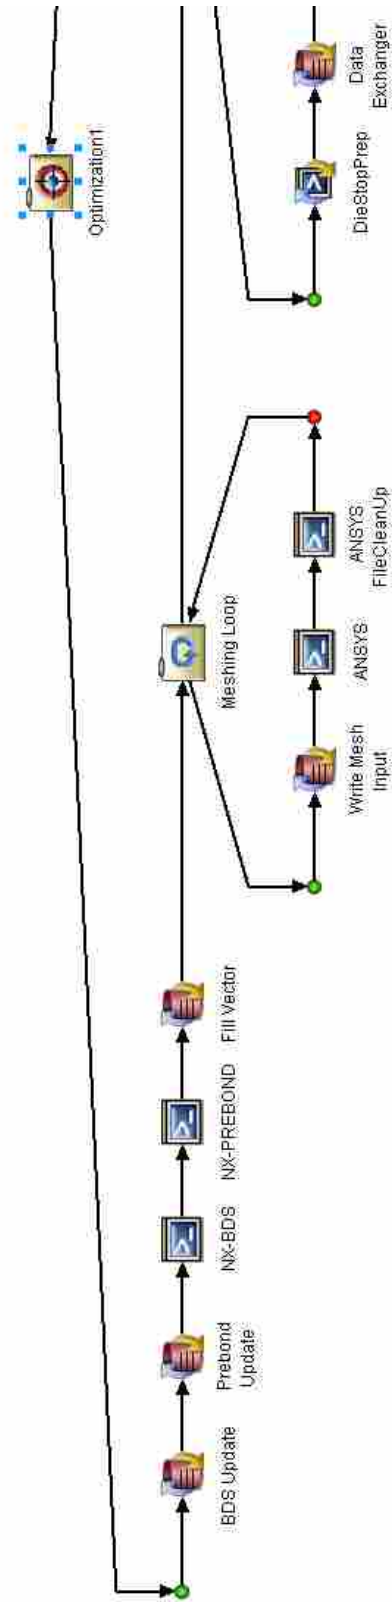 Optimization1
BDS Update
Prebond
Update
NX-BDS
NX-PREBOND
Fill Vector
Meshing Loop
Write Mesh
Input
ANSYS
ANSYS
FileCleanUp
DieStopPrep
Data
Exchanger